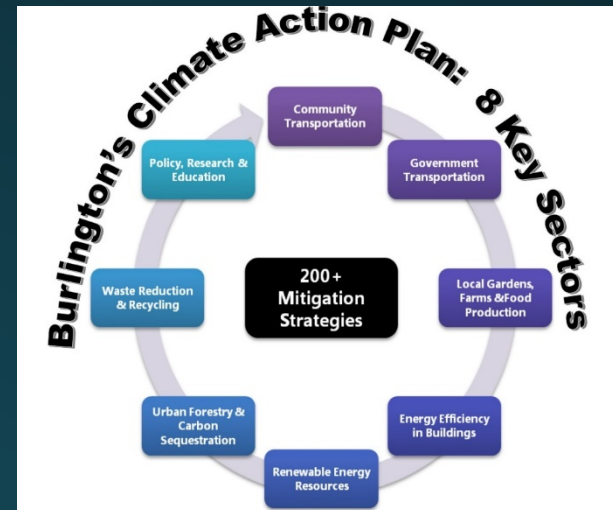 Burlington's Climate Action Plan: 8 Key Sectors
Community
Transportation
Government
Transportation
Local Gardens,
Farms &Food
Production
Energy Efficiency
in Buildings
Renewable Energy
Resources
Urban Forestry &
Carbon
Sequestration
Waste Reduction
& Recycling
Policy, Research &
Education
200+
Mitigation
Strategies